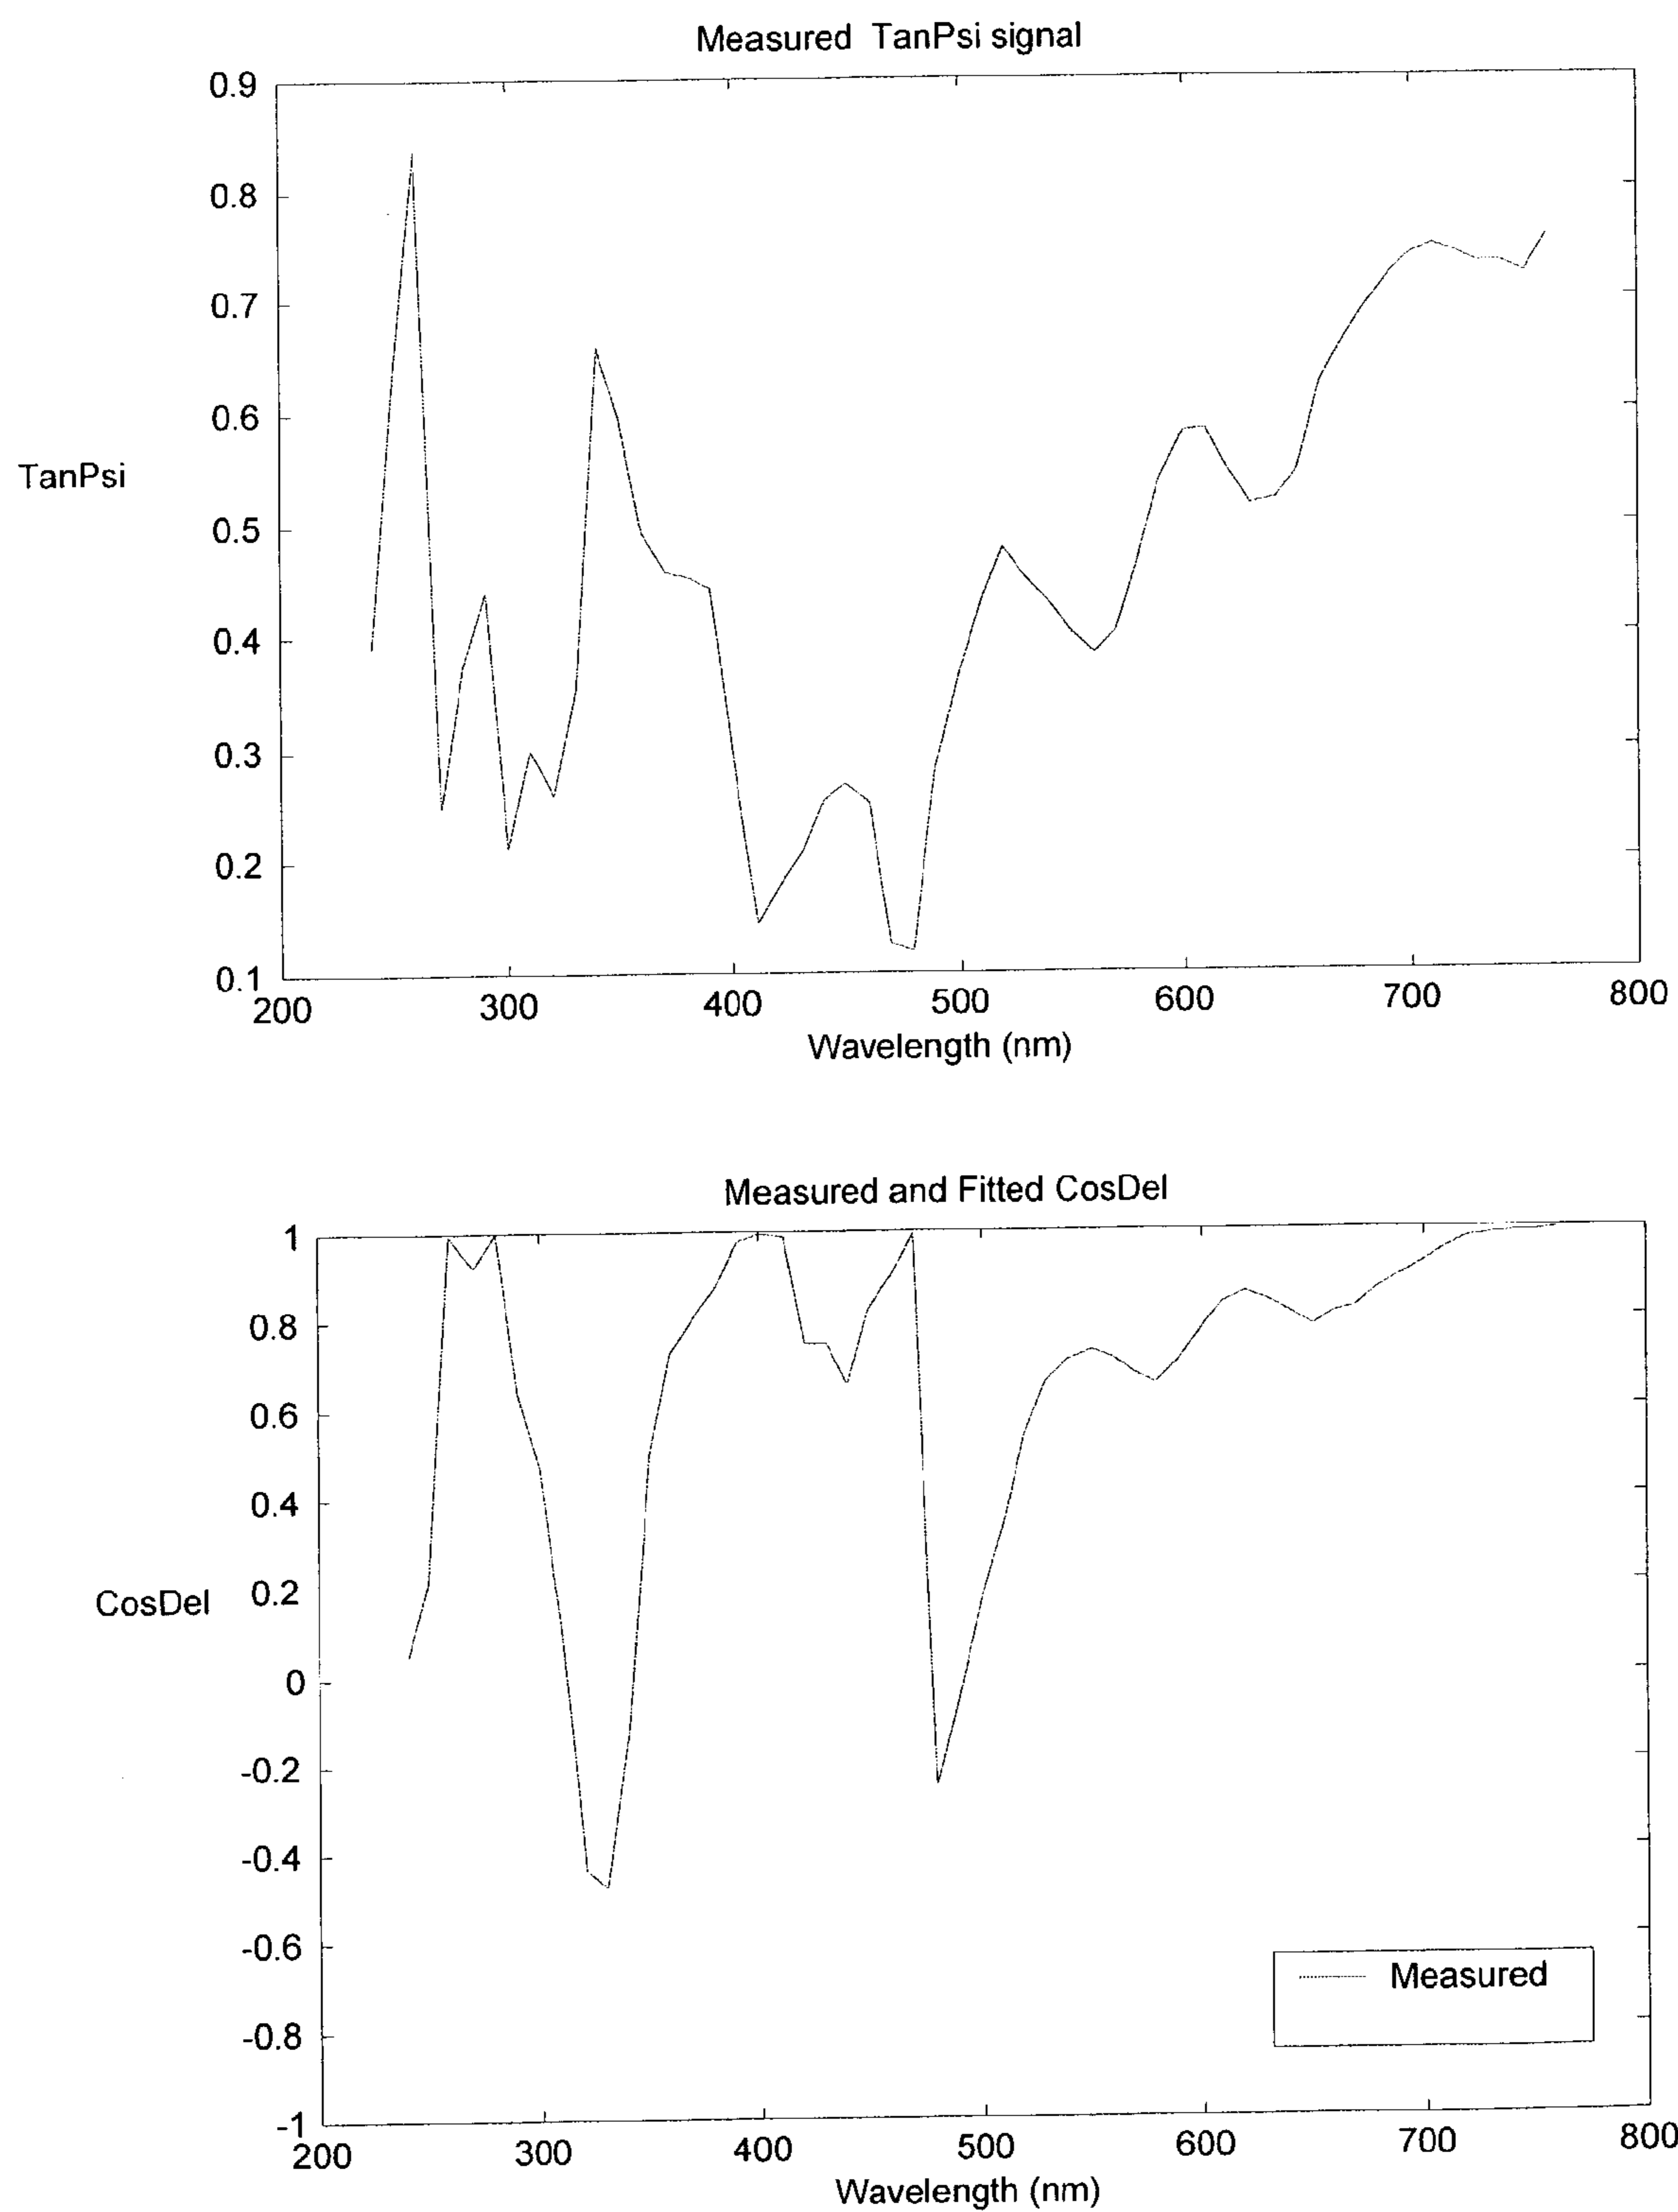 Measured TanPsi signal
0.9
0.8
0.7
0.6
TanPsi
0.5
0.4
0.3
0.2
0.1
200 300 400 500 600 700 800
Wavelength (nm)
Measured and Fitted CosDel
1
0.8
0.6
0.4
CosDel 0.2
0
-0.2
-0.4
-0.6
Measured
-0.8
-1
200 300 400 500 600 700 800
Wavelength (nm)